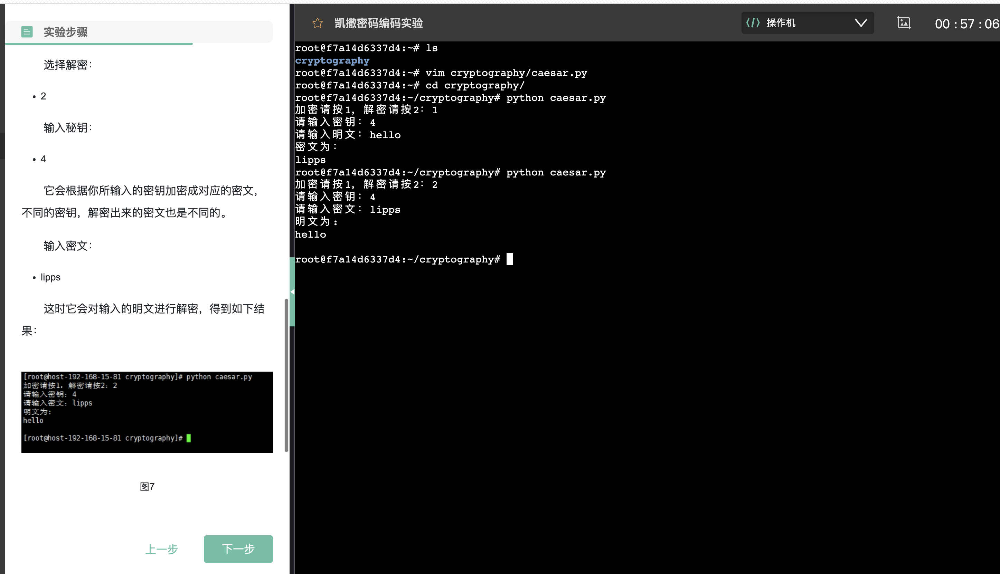 实验步骤
选择解密：
• 2
输入秘钥：
• 4
它会根据你所输入的密钥加密成对应的密文，
不同的密钥，解密出来的密文也是不同的。
输入密文：
• lipps
这时它会对输入的明文进行解密，得到如下结
果：
[root@host-192-168-15-81 cryptography]# python caesar.py
加密请按1，解密请按2：2
请输入密钥：4
请输入密文：lipps
明文为：
hello
[root@host-192-168-15-81 cryptography]#
图7
上一步 下一步
凯撒密码编码实验
操作机
00 : 57 : 06
root@f7a14d6337d4:~# ls
cryptography
root@f7a14d6337d4:~# vim cryptography/caesar.py
root@f7a14d6337d4:~# cd cryptography/
root@f7a14d6337d4:~/cryptography# python caesar.py
加密请按1，解密请按2：1
请输入密钥：4
请输入明文：hello
密文为：
lipps
root@f7a14d6337d4:~/cryptography# python caesar.py
加密请按1，解密请按2：2
请输入密钥：4
请输入密文：lipps
明文为：
hello
root@f7a14d6337d4:~/cryptography#